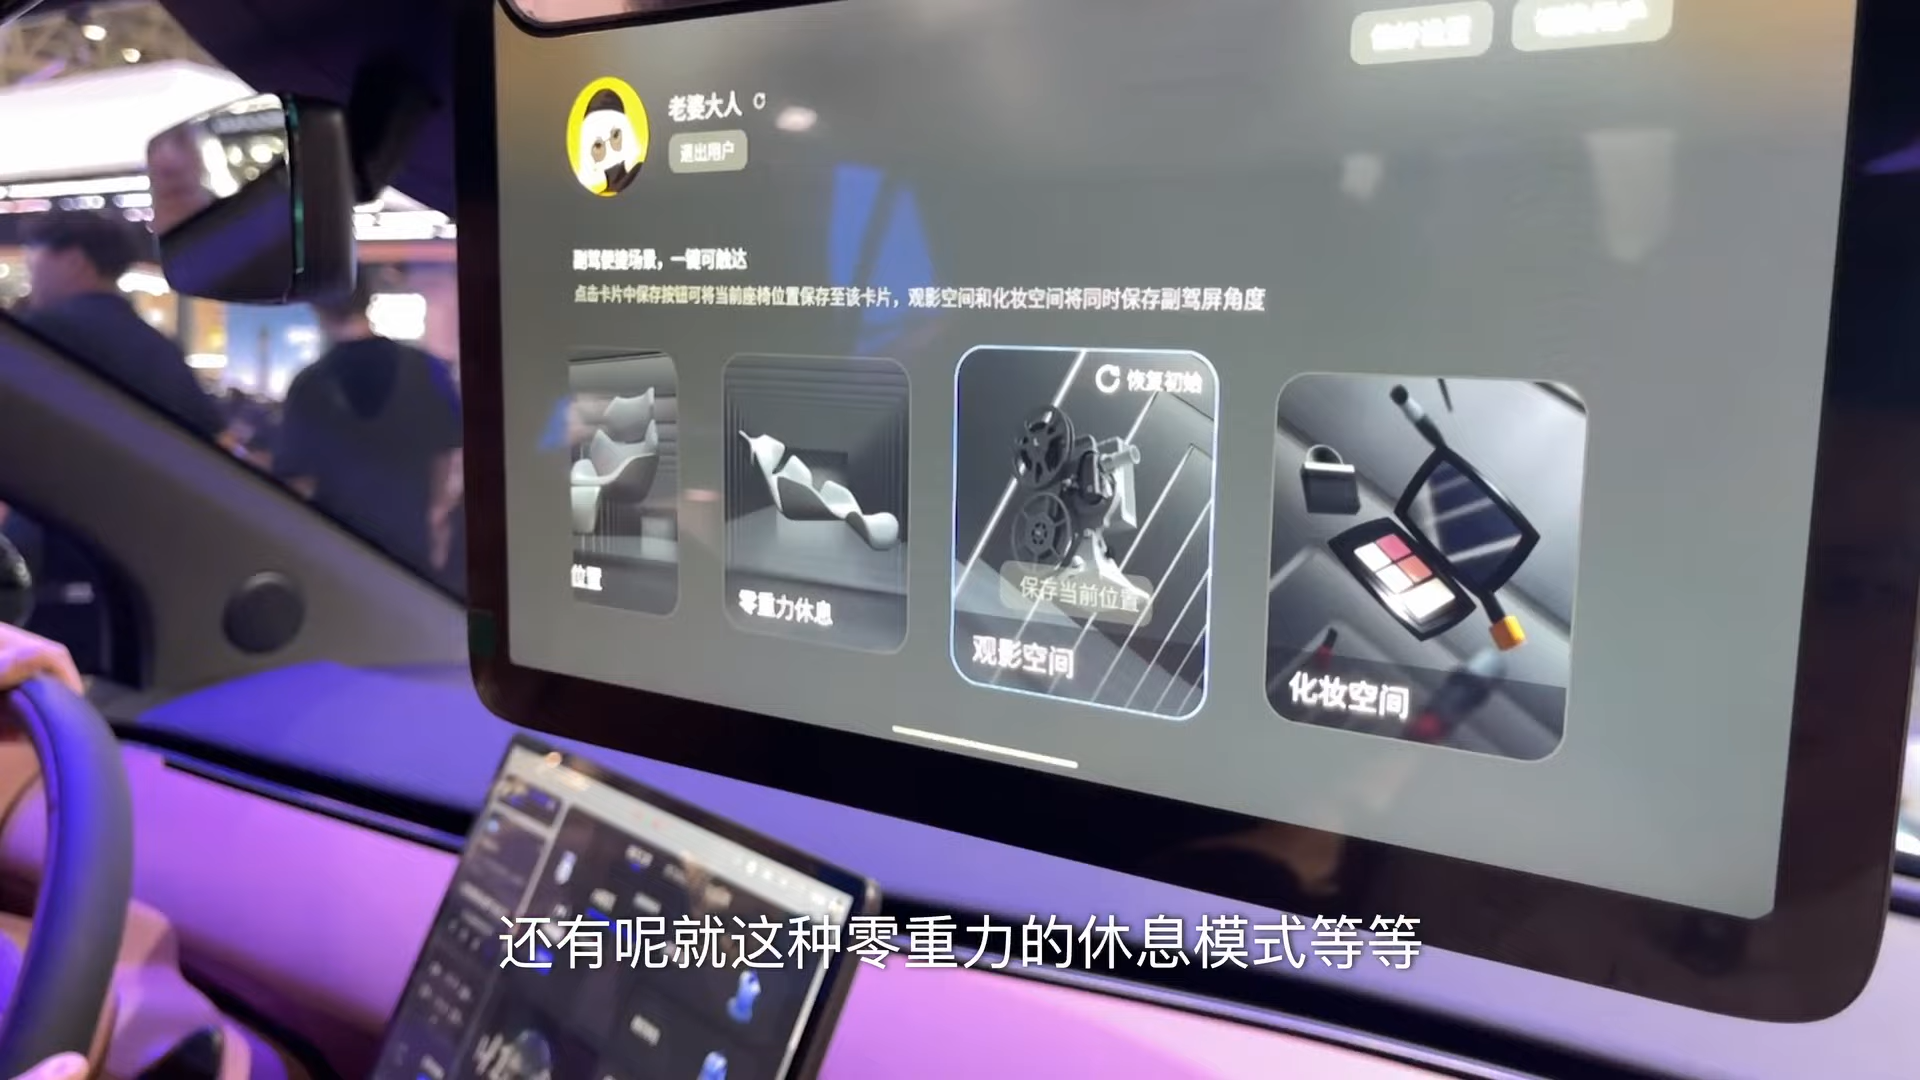 老婆大人
退出用户
副驾便捷场景，一键可触达
点击卡片中保存按钮可将当前座椅位置保存至该卡片，观影空间和化妆空间将同时保存副驾屏角度
位置
零重力休息
恢复初始
保存当前位置
观影空间
化妆空间
还有呢就这种零重力的休息模式等等